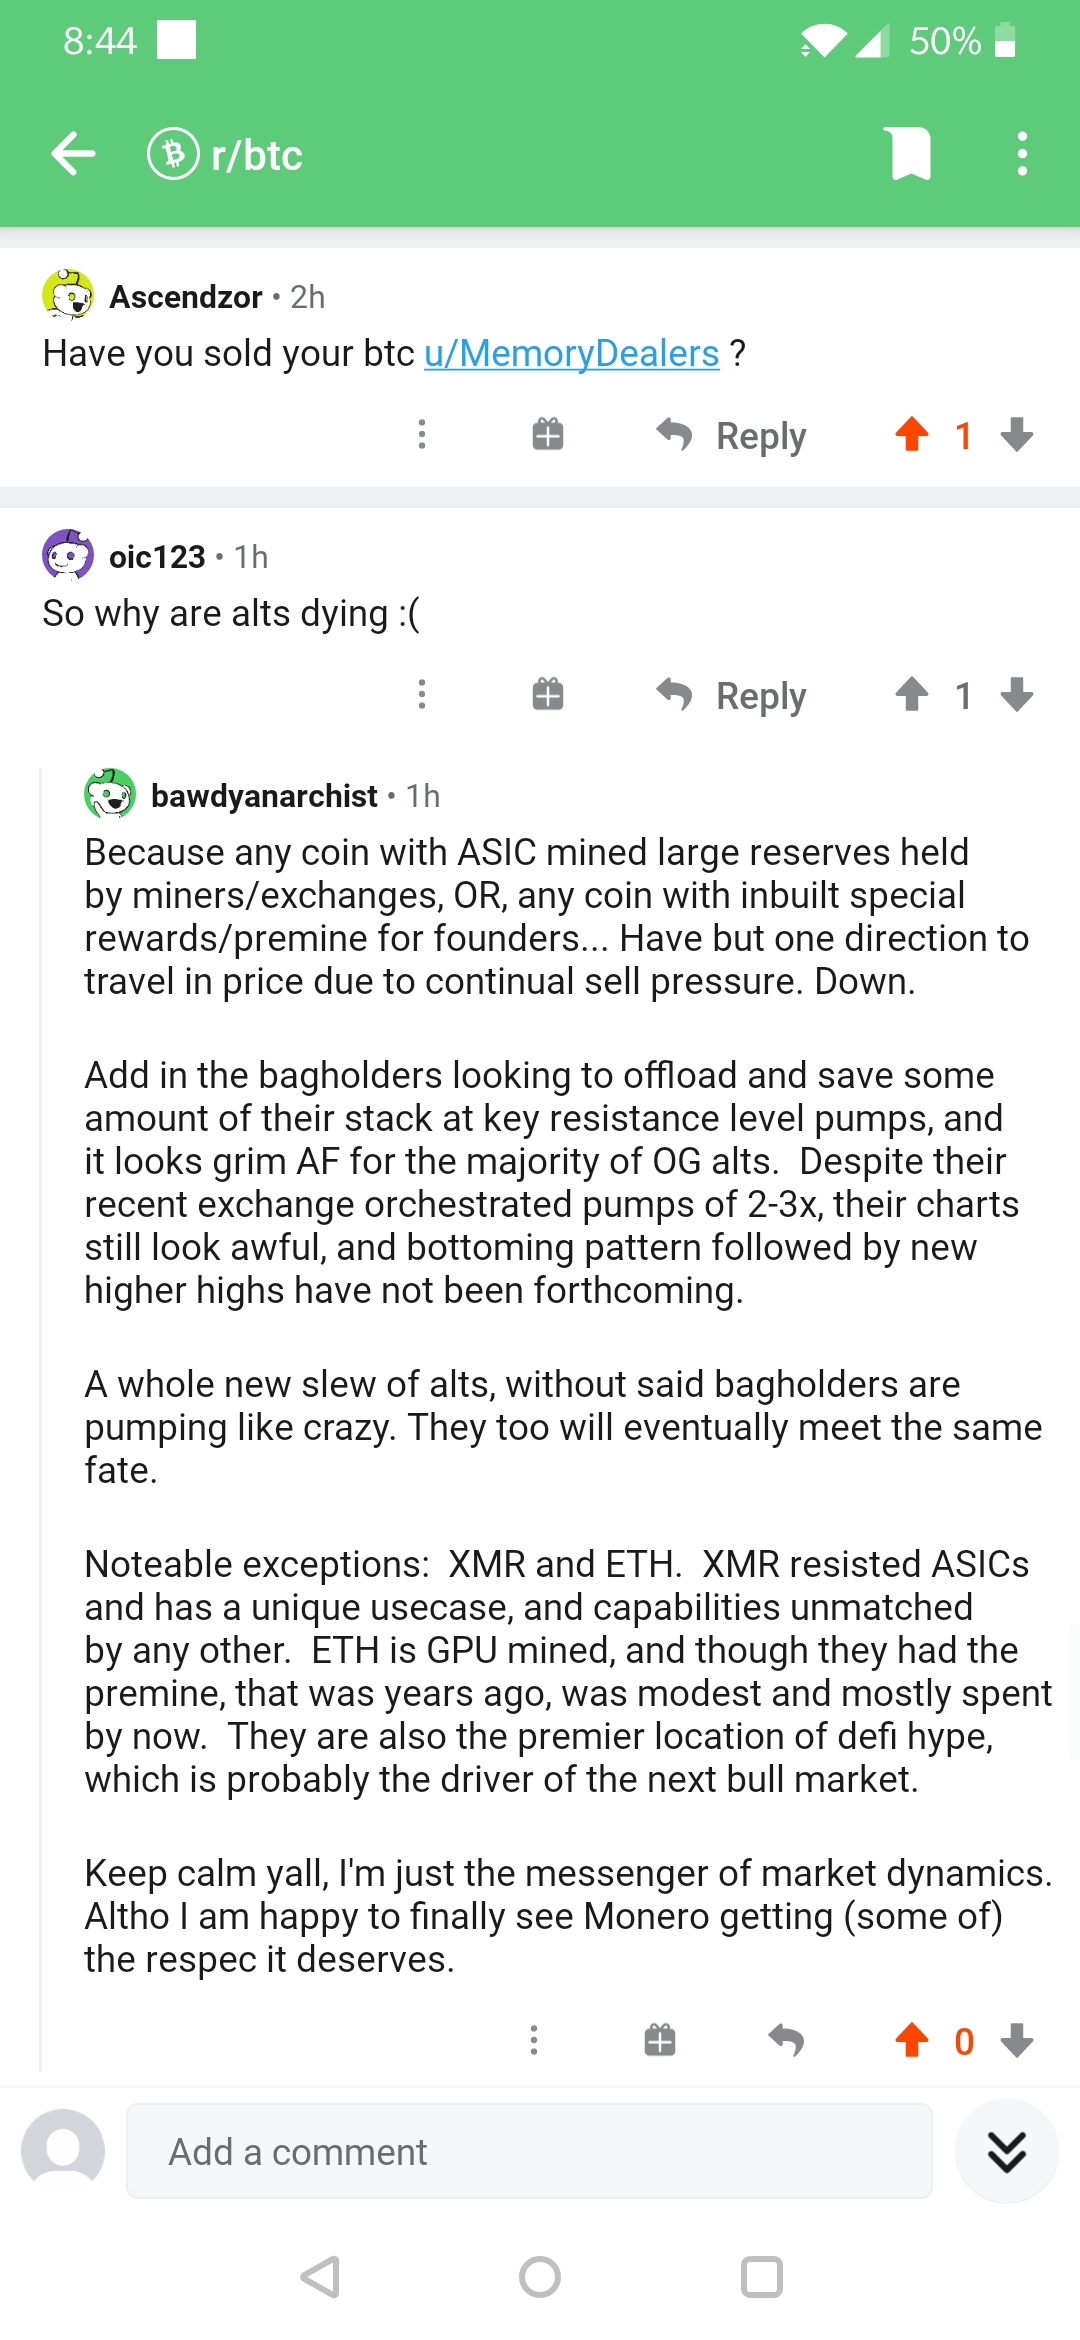 8:44
50%
r/btc
Ascendzor • 2h
Have you sold your btc u/MemoryDealers ?
Reply 1
oic123 • 1h
So why are alts dying :(
Reply 1
bawdyanarchist • 1h
Because any coin with ASIC mined large reserves held
by miners/exchanges, OR, any coin with inbuilt special
rewards/premine for founders... Have but one direction to
travel in price due to continual sell pressure. Down.
Add in the bagholders looking to offload and save some
amount of their stack at key resistance level pumps, and
it looks grim AF for the majority of OG alts.  Despite their
recent exchange orchestrated pumps of 2-3x, their charts
still look awful, and bottoming pattern followed by new
higher highs have not been forthcoming.
A whole new slew of alts, without said bagholders are
pumping like crazy. They too will eventually meet the same
fate.
Noteable exceptions:  XMR and ETH.  XMR resisted ASICs
and has a unique usecase, and capabilities unmatched
by any other.  ETH is GPU mined, and though they had the
premine, that was years ago, was modest and mostly spent
by now.  They are also the premier location of defi hype,
which is probably the driver of the next bull market.
Keep calm yall, I'm just the messenger of market dynamics.
Altho I am happy to finally see Monero getting (some of)
the respec it deserves.
0
Add a comment